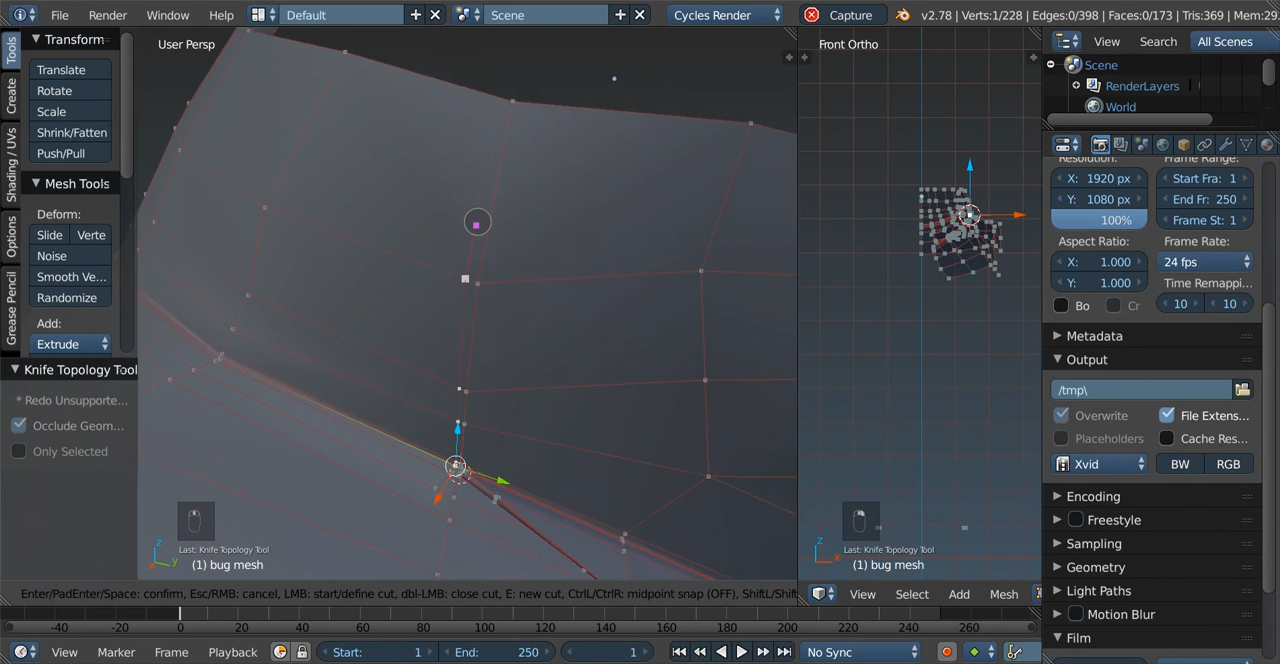 File Render Window Help Default Scene Cycles Render Capture v2.78 | Verts:1/228 | Edges:0/398 | Faces:0/173 | Tris:369 | Mem:29
Tools
Create
Shading / UVs
Options
Grease Pencil
Transform
Translate
Rotate
Scale
Shrink/Fatten
Push/Pull
Mesh Tools
Deform:
Slide Verte
Noise
Smooth Ve...
Randomize
Add:
Extrude
Knife Topology Tool
* Redo Unsupporte...
Occlude Geom...
Only Selected
User Persp
Last: Knife Topology Tool
(1) bug mesh
z
y
Front Ortho
Last: Knife Topology Tool
(1) bug mesh
z
x
Enter/PadEnter/Space: confirm, Esc/RMB: cancel, LMB: start/define cut, dbl-LMB: close cut, E: new cut, CtrlL/CtrlR: midpoint snap (OFF), ShiftL/Shift
View Select Add Mesh
View Search All Scenes
Scene
RenderLayers
World
Resolution: Frame Range:
X: 1920 px Start Fra: 1
Y: 1080 px End Fr: 250
100% Frame St: 1
Aspect Ratio: Frame Rate:
X: 1.000 24 fps
Y: 1.000 Time Remappi...
Bo Cr 10 10
Metadata
Output
/tmp\
Overwrite File Extens...
Placeholders Cache Res...
Xvid BW RGB
Encoding
Freestyle
Sampling
Geometry
Light Paths
Motion Blur
Film
-40 -20 0 20 40 60 80 100 120 140 160 180 200 220 240 260
View Marker Frame Playback Start: 1 End: 250 1 No Sync